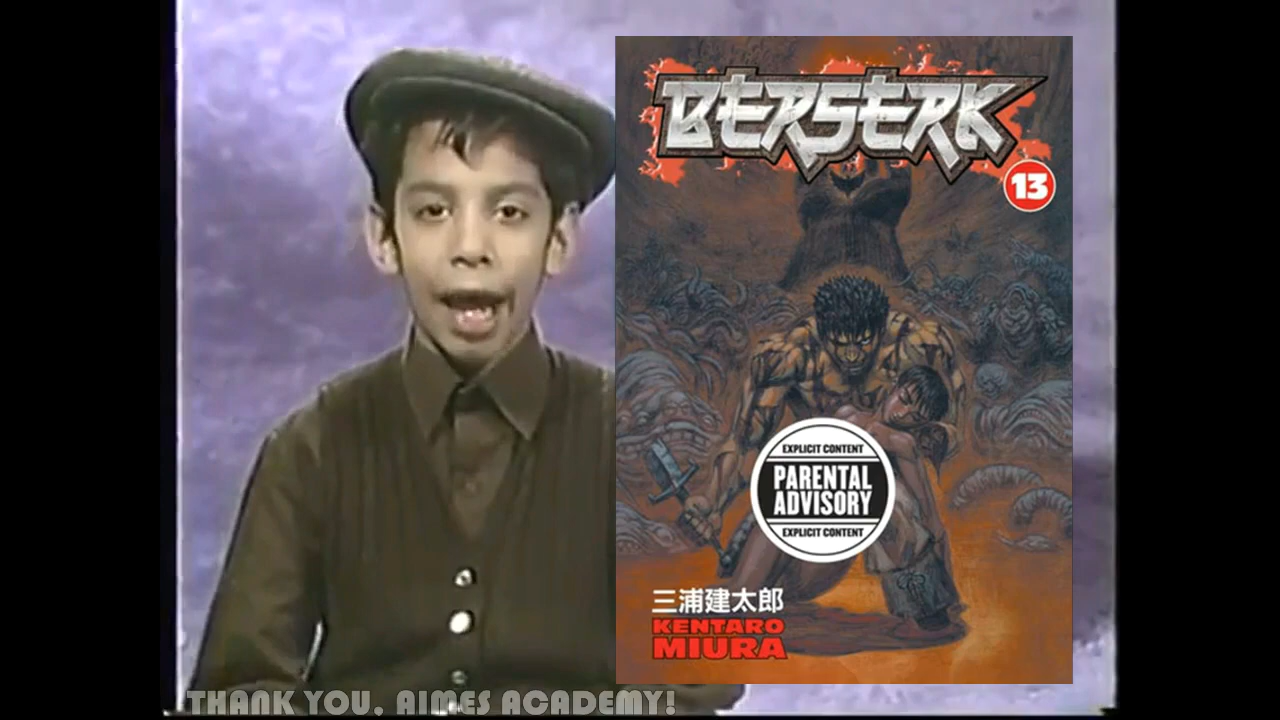 BERSERK
13
EXPLICIT CONTENT
PARENTAL
ADVISORY
EXPLICIT CONTENT
三浦建太郎
KENTARO
MIURA
THANK YOU, AIMES ACADEMY!